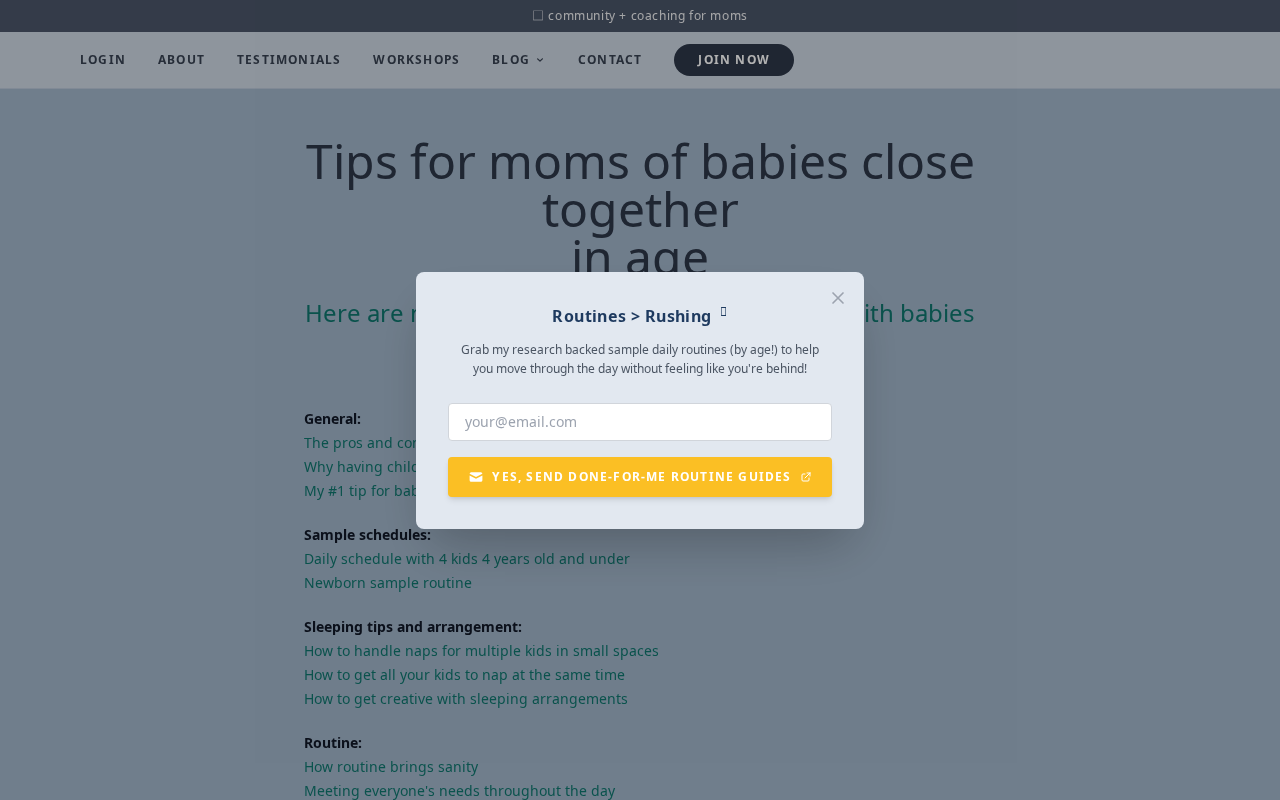 community + coaching for moms
LOGIN ABOUT TESTIMONIALS WORKSHOPS BLOG CONTACT JOIN NOW
Tips for moms of babies close
together
in age
Here are ith babies
Routines > Rushing
Grab my research backed sample daily routines (by age!) to help
you move through the day without feeling like you're behind!
your@email.com
YES, SEND DONE-FOR-ME ROUTINE GUIDES
General:
The pros and
Why having
My #1 tip for
Sample schedules:
Daily schedule with 4 kids 4 years old and under
Newborn sample routine
Sleeping tips and arrangement:
How to handle naps for multiple kids in small spaces
How to get all your kids to nap at the same time
How to get creative with sleeping arrangements
Routine:
How routine brings sanity
Meeting everyone's needs throughout the day